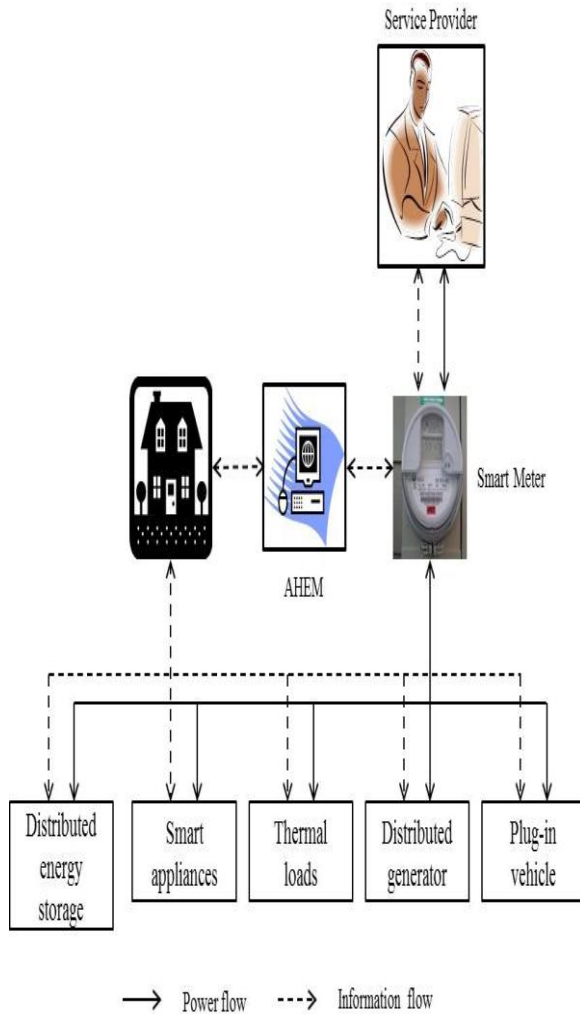 Service Provider
Smart Meter
AHEM
Distributed
energy
storage
Smart
appliances
Thermal
loads
Distributed
generator
Plug-in
vehicle
Power flow
Information flow